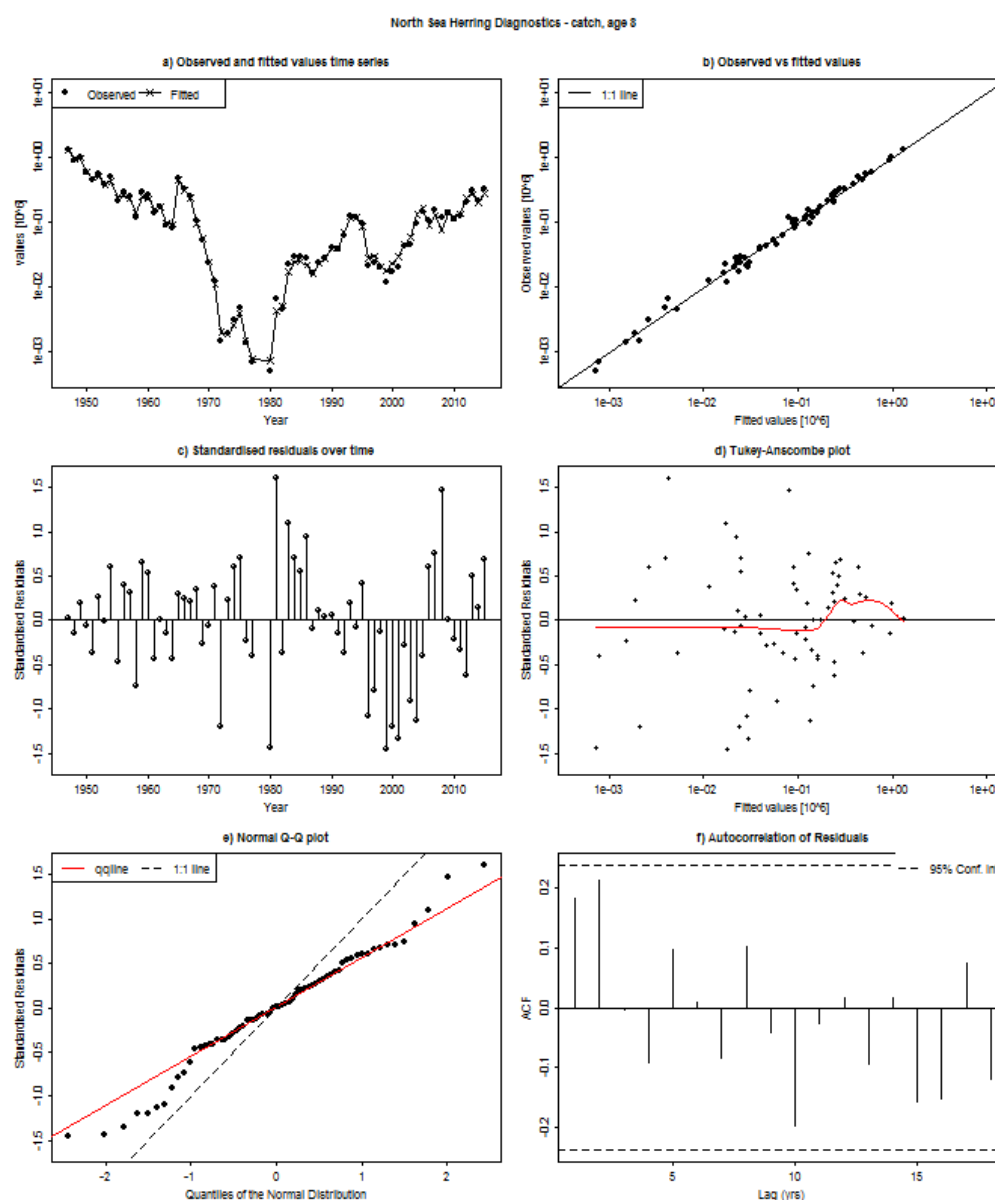 North Sea Herring Diagnostics - catch, age 8
a) Observed and fitted values time series
Observed
Fitted
values [10^6]
1e-03
1e-02
1e-01
1e+00
1e+01
1950
1960
1970
1980
1990
2000
2010
Year
b) Observed vs fitted values
1:1 line
Observed values [10^6]
1e-03
1e-02
1e-01
1e+00
1e+01
1e-03
1e-02
1e-01
1e+00
Fitted values [10^6]
c) Standardised residuals over time
Standardised Residuals
-1.5
-1.0
-0.5
0.0
0.5
1.0
1.5
1950
1960
1970
1980
1990
2000
2010
Year
d) Tukey-Anscombe plot
Standardised Residuals
-1.5
-1.0
-0.5
0.0
0.5
1.0
1.5
1e-03
1e-02
1e-01
1e+00
Fitted values [10^6]
e) Normal Q-Q plot
qqline
1:1 line
Standardised Residuals
-1.5
-1.0
-0.5
0.0
0.5
1.0
1.5
-2
-1
0
1
2
Quantiles of the Normal Distribution
f) Autocorrelation of Residuals
95% Conf. In
ACF
-0.2
-0.1
0.0
0.1
0.2
5
10
15
Lag (yrs)